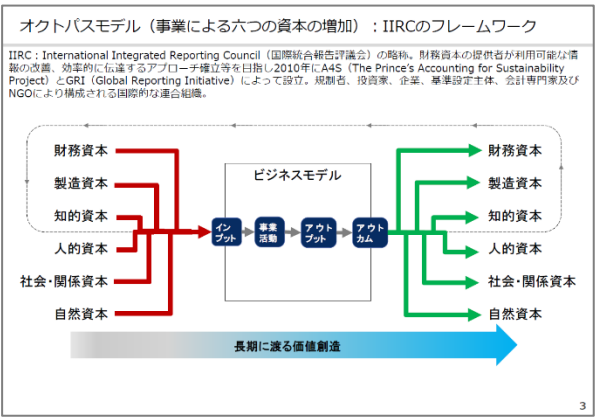 オクトパスモデル（事業による六つの資本の増加）：IIRCのフレームワーク
IIRC：International Integrated Reporting Council（国際統合報告評議会）の略称。財務資本の提供者が利用可能な情
報の改善、効率的に伝達するアプローチ確立等を目指し2010年にA4S（The Prince's Accounting for Sustainability
Project）とGRI（Global Reporting Initiative）によって設立。規制者、投資家、企業、基準設定主体、会計専門家及び
NGOにより構成される国際的な連合組織。
財務資本
製造資本
知的資本
人的資本
社会・関係資本
自然資本
ビジネスモデル
イン
プット
事業
活動
アウト
プット
アウト
カム
財務資本
製造資本
知的資本
人的資本
社会・関係資本
自然資本
長期に渡る価値創造
3